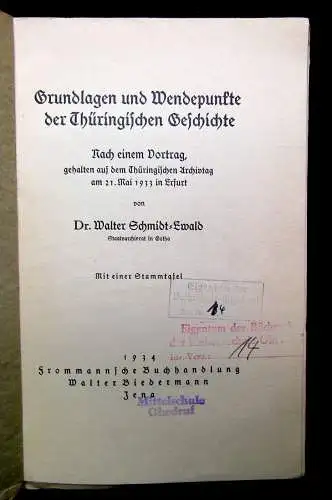 Grundlagen und Wendepunkte
der Thüringischen Geschichte
Nach einem Vortrag,
gehalten auf dem Thüringischen Archivtag
am 21. Mai 1933 in Erfurt
von
Dr. Walter Schmidt-Ewald
Staatsarchivrat in Gotha
Mit einer Stammtafel
14
Eigentum der
14
1934
Frommannsche Buchhandlung
Walter Biedermann
Jena
Mittelschule
Ohrdruf